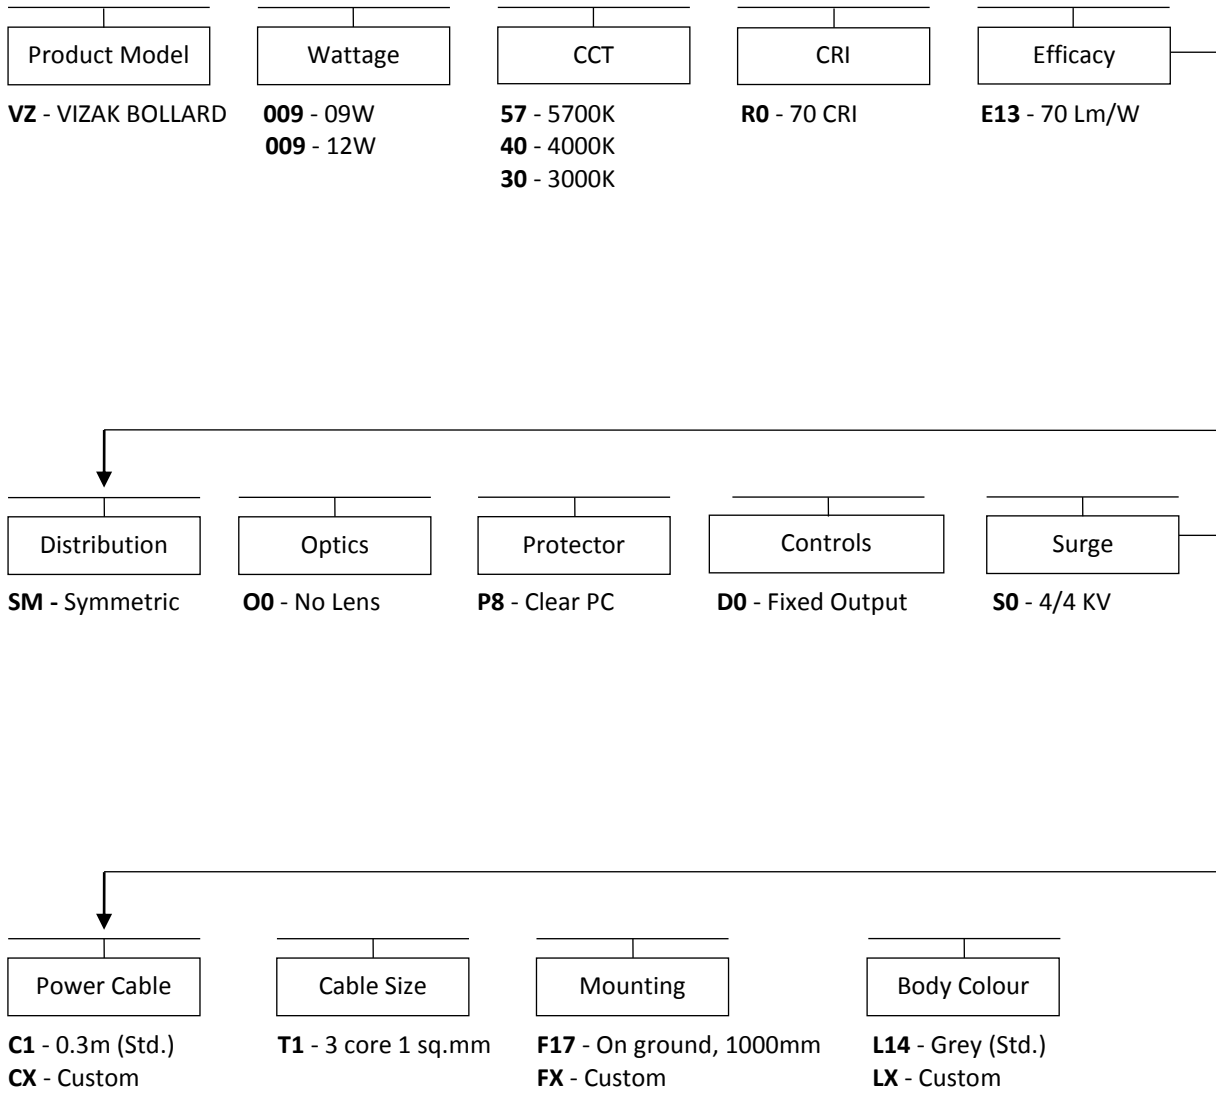 Product Model
Wattage
CCT
CRI
Efficacy
VZ - VIZAK BOLLARD
009 - 09W
57 - 5700K
R0 - 70 CRI
E13 - 70 Lm/W
009 - 12W
40 - 4000K
30 - 3000K
Distribution
Optics
Protector
Controls
Surge
SM - Symmetric
O0 - No Lens
P8 - Clear PC
D0 - Fixed Output
S0 - 4/4 KV
Power Cable
Cable Size
Mounting
Body Colour
C1 - 0.3m (Std.)
T1 - 3 core 1 sq.mm
F17 - On ground, 1000mm
L14 - Grey (Std.)
CX - Custom
FX - Custom
LX - Custom